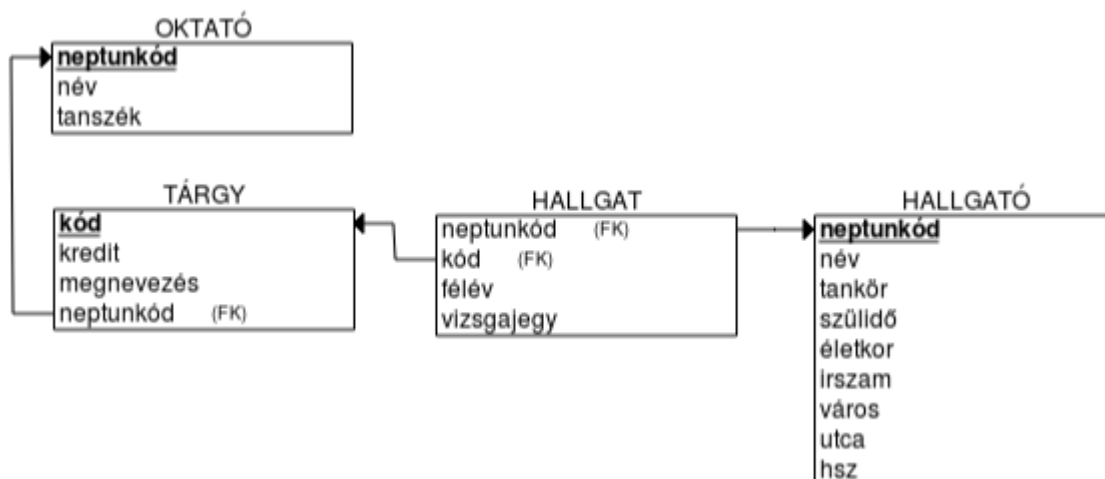 OKTATÓ
neptunkód
név
tanszék
TÁRGY
kód
kredit
megnevezés
neptunkód (FK)
HALLGAT
neptunkód (FK)
kód (FK)
félév
vizsgajegy
HALLGATÓ
neptunkód
név
tankör
szülidő
életkor
irszam
város
utca
hsz